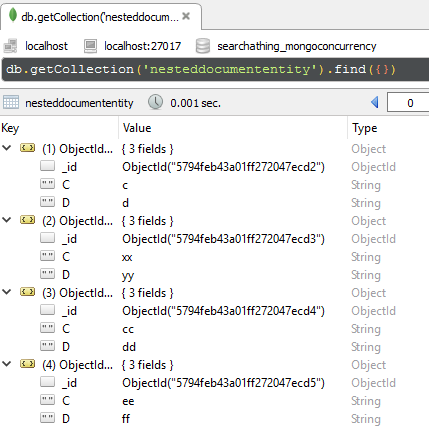 db.getCollection('nesteddocum...
localhost localhost:27017 searchathing_mongoconcurrency
db.getCollection('nesteddocumententity').find({})
nesteddocumententity 0.001 sec. 0
Key Value Type
(1) ObjectId... { 3 fields } Object
_id ObjectId("5794feb43a01ff272047ecd2") ObjectId
" " C c String
" " D d String
(2) ObjectId... { 3 fields } Object
_id ObjectId("5794feb43a01ff272047ecd3") ObjectId
" " C xx String
" " D yy String
(3) ObjectId... { 3 fields } Object
_id ObjectId("5794feb43a01ff272047ecd4") ObjectId
" " C cc String
" " D dd String
(4) ObjectId... { 3 fields } Object
_id ObjectId("5794feb43a01ff272047ecd5") ObjectId
" " C ee String
" " D ff String